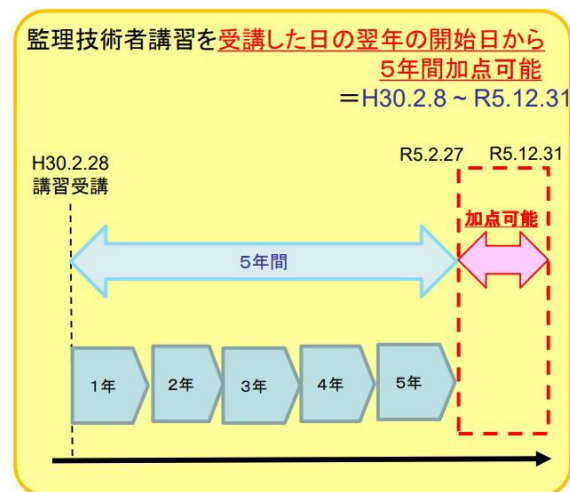 監理技術者講習を受講した日の翌年の開始日から
5年間加点可能
＝H30.2.8 ~ R5.12.31
R5.2.27 R5.12.31
H30.2.28
講習受講
加点可能
5年間
1年 2年 3年 4年 5年